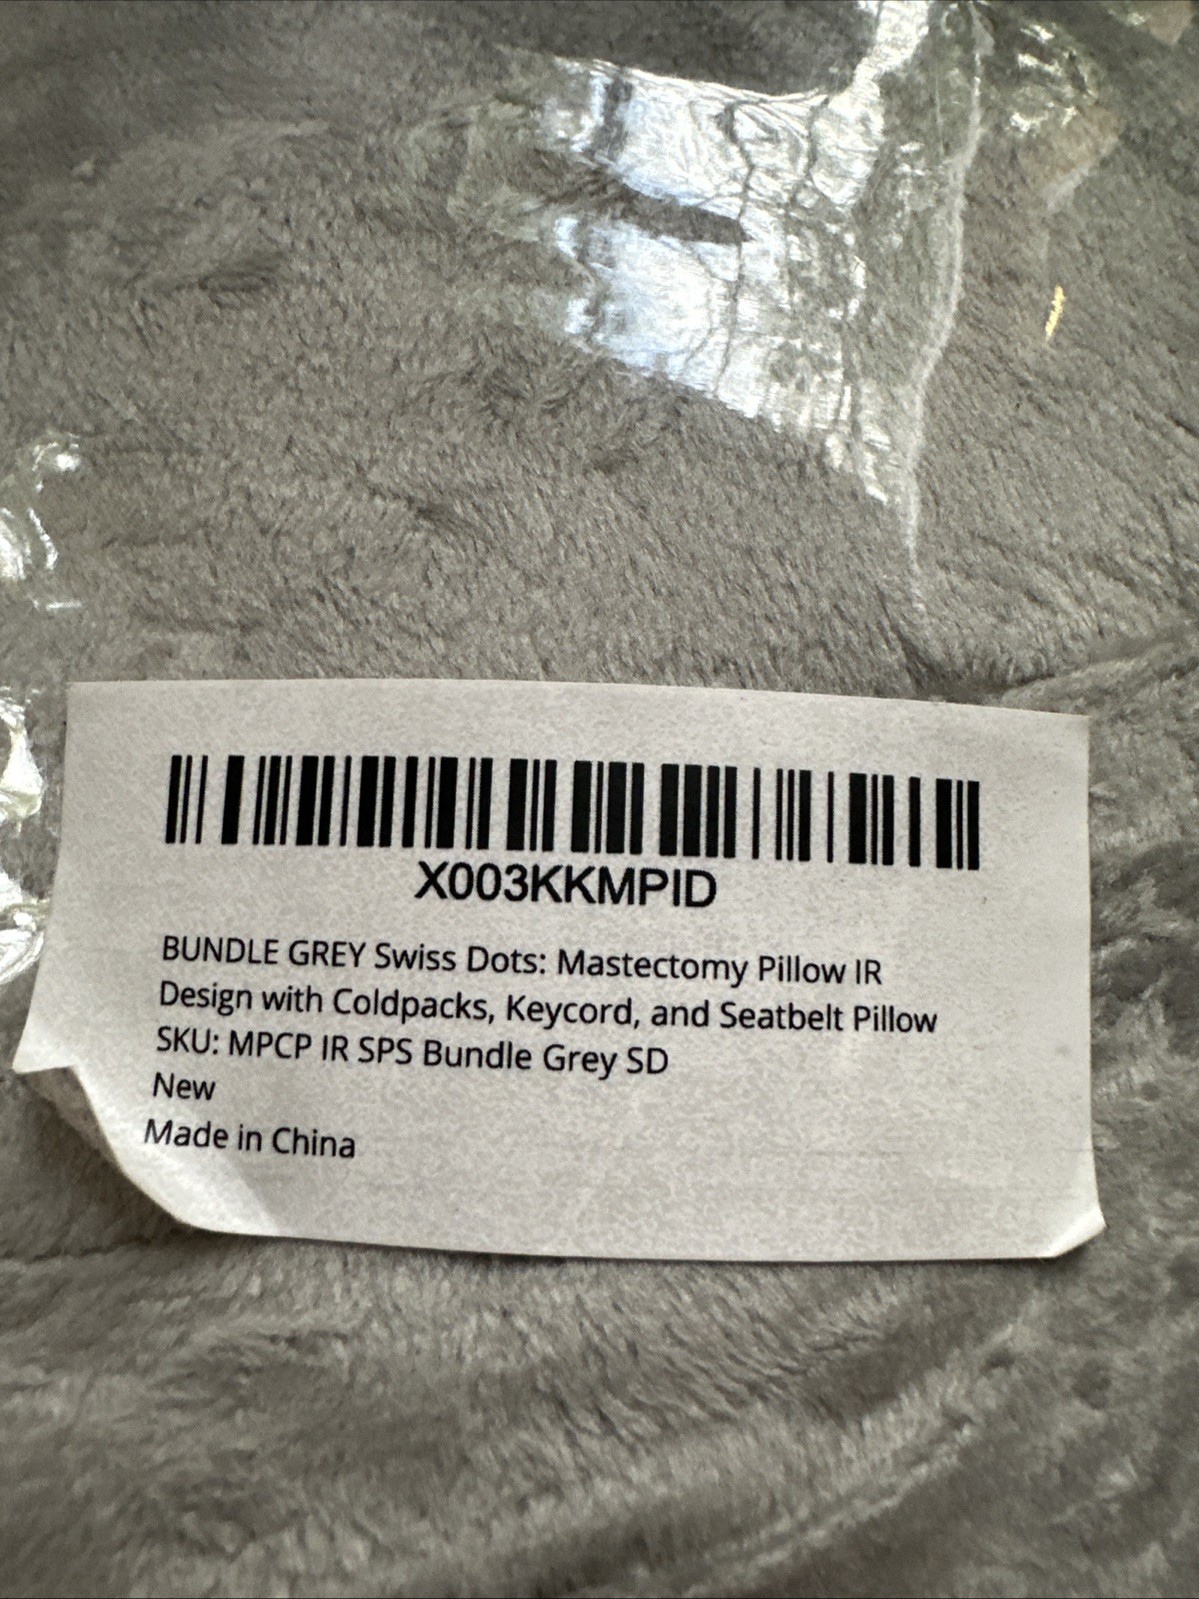 X003KKMPID
BUNDLE GREY Swiss Dots: Mastectomy Pillow IR
Design with Coldpacks, Keycord, and Seatbelt Pillow
SKU: MPCP IR SPS Bundle Grey SD
New
Made in China